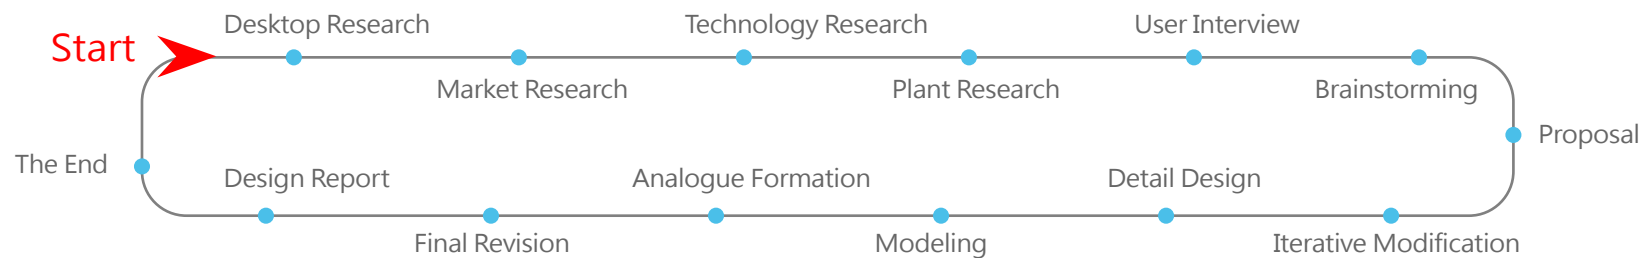 Start
Desktop Research
Market Research
Technology Research
Plant Research
User Interview
Brainstorming
Proposal
Iterative Modification
Detail Design
Modeling
Analogue Formation
Final Revision
Design Report
The End